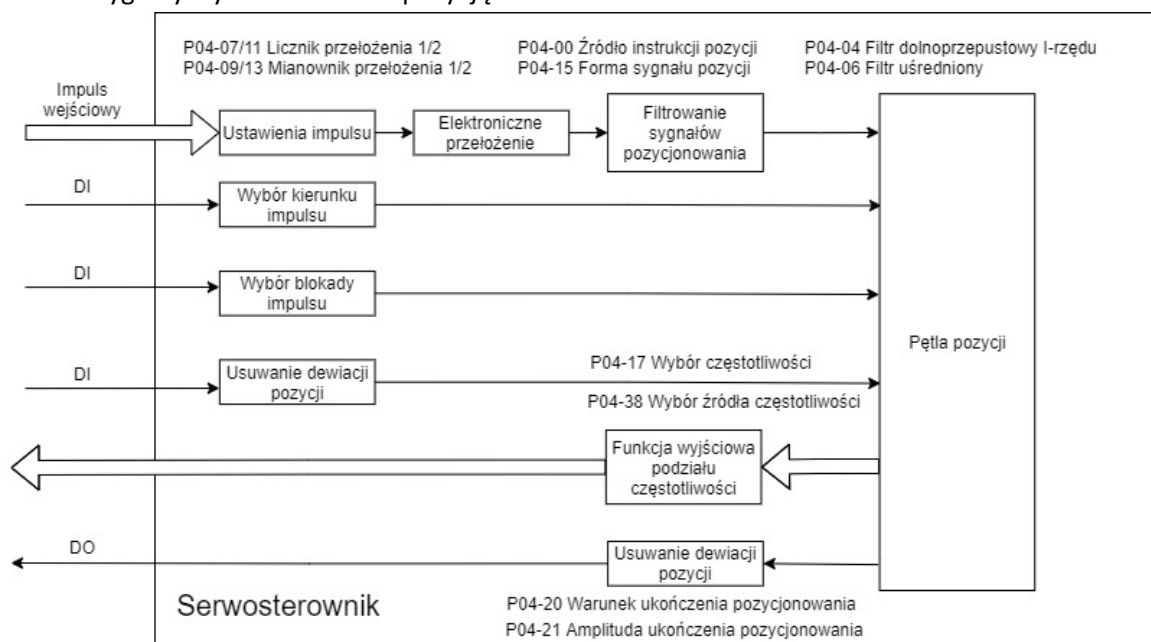 P04-07/11 Licznik przełożenia 1/2
P04-09/13 Mianownik przełożenia 1/2
P04-00 Źródło instrukcji pozycji
P04-15 Forma sygnału pozycji
P04-04 Filtr dolnoprzepustowy I-rzędu
P04-06 Filtr uśredniony
Impuls
wejściowy
Ustawienia impulsu
Elektroniczne
przełożenie
Filtrowanie
sygnałów
pozycjonowania
DI
Wybór kierunku
impulsu
DI
Wybór blokady
impulsu
Pętla pozycji
DI
Usuwanie dewiacji
pozycji
P04-17 Wybór częstotliwości
P04-38 Wybór źródła częstotliwości
Funkcja wyjściowa
podziału
częstotliwości
DO
Usuwanie dewiacji
pozycji
Serwosterownik
P04-20 Warunek ukończenia pozycjonowania
P04-21 Amplituda ukończenia pozycjonowania